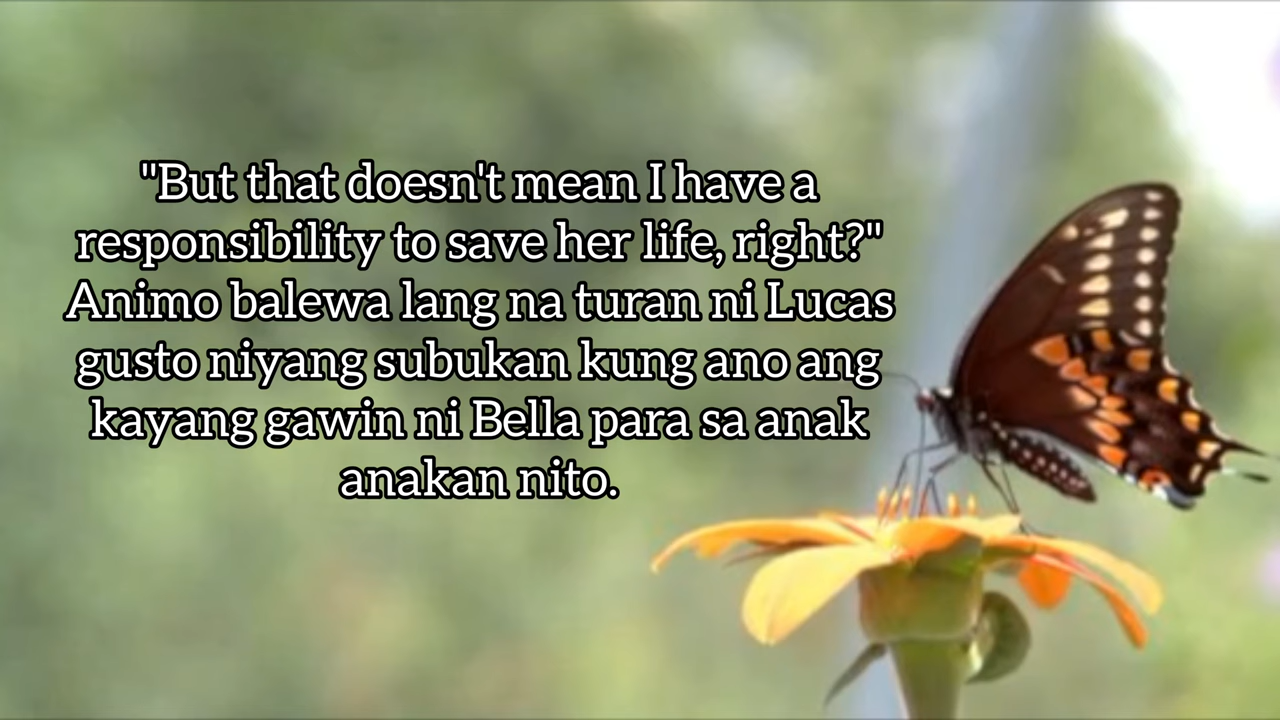 "But that doesn't mean I have a
responsibility to save her life, right?"
Animo balewa lang na turan ni Lucas
gusto niyang subukan kung ano ang
kayang gawin ni Bella para sa anak
anakan nito.